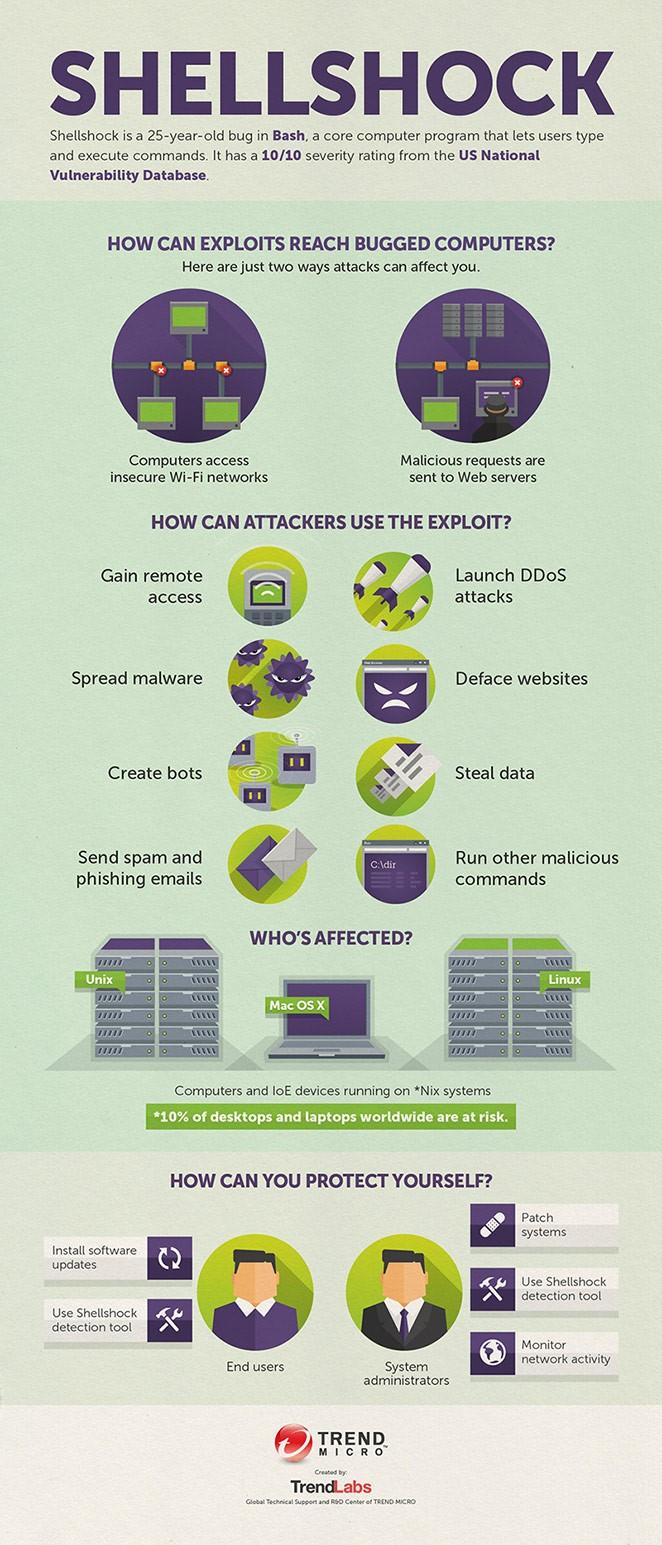 SHELLSHOCK
Shellshock is a 25-year-old bug in Bash, a core computer program that lets users type
and execute commands. It has a 10/10 severity rating from the US National
Vulnerability Database.
HOW CAN EXPLOITS REACH BUGGED COMPUTERS?
Here are just two ways attacks can affect you.
Computers access
insecure Wi-Fi networks
Malicious requests are
sent to Web servers
HOW CAN ATTACKERS USE THE EXPLOIT?
Gain remote
access
Launch DDoS
attacks
Spread malware
Deface websites
Create bots
Steal data
Send spam and
phishing emails
C:\dir
Run other malicious
commands
WHO'S AFFECTED?
Unix
Mac OS X
Linux
Computers and IoE devices running on *Nix systems
*10% of desktops and laptops worldwide are at risk.
HOW CAN YOU PROTECT YOURSELF?
Install software
updates
Use Shellshock
detection tool
End users
System
administrators
Patch
systems
Use Shellshock
detection tool
Monitor
network activity
TREND
MICRO™
Created by:
TrendLabs
Global Technical Support and R&D Center of TREND MICRO